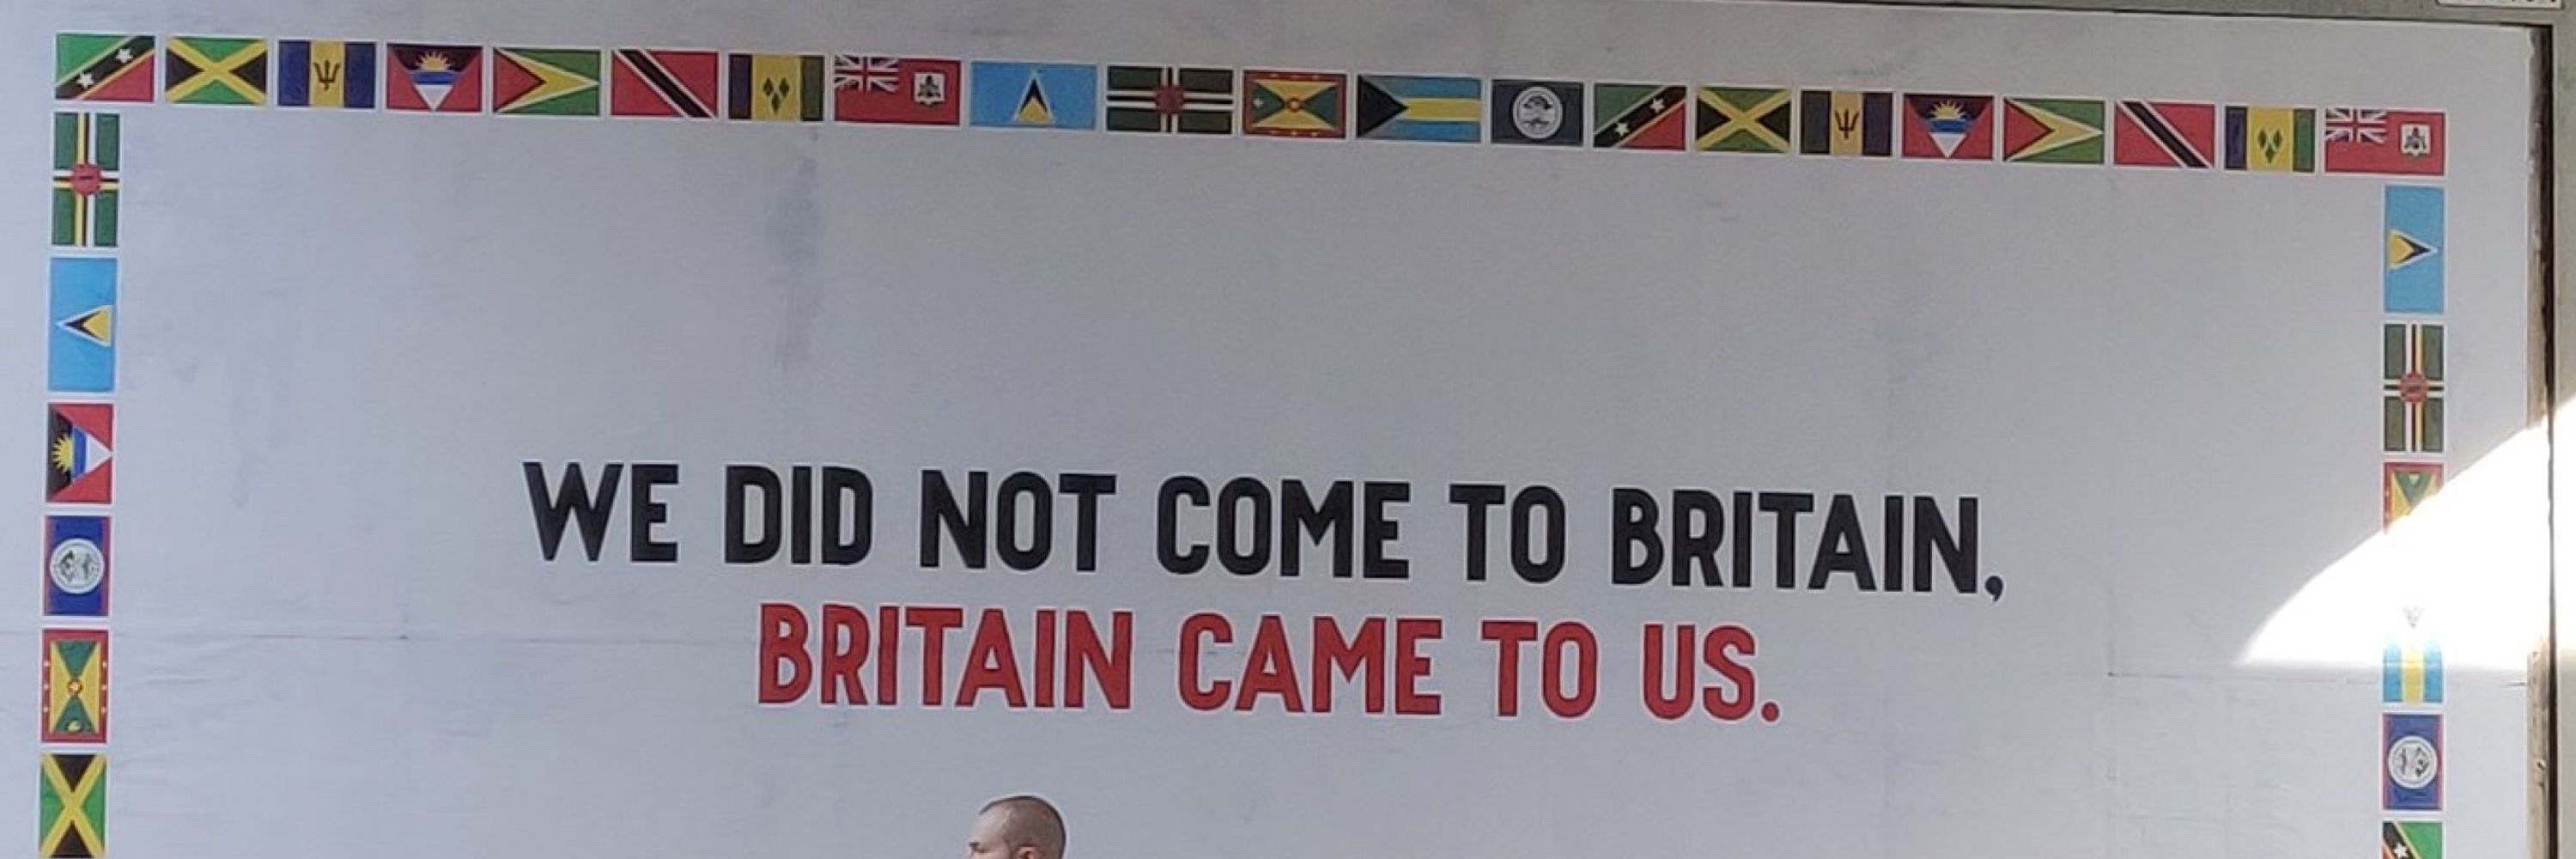 WE DID NOT COME TO BRITAIN,
BRITAIN CAME TO US.